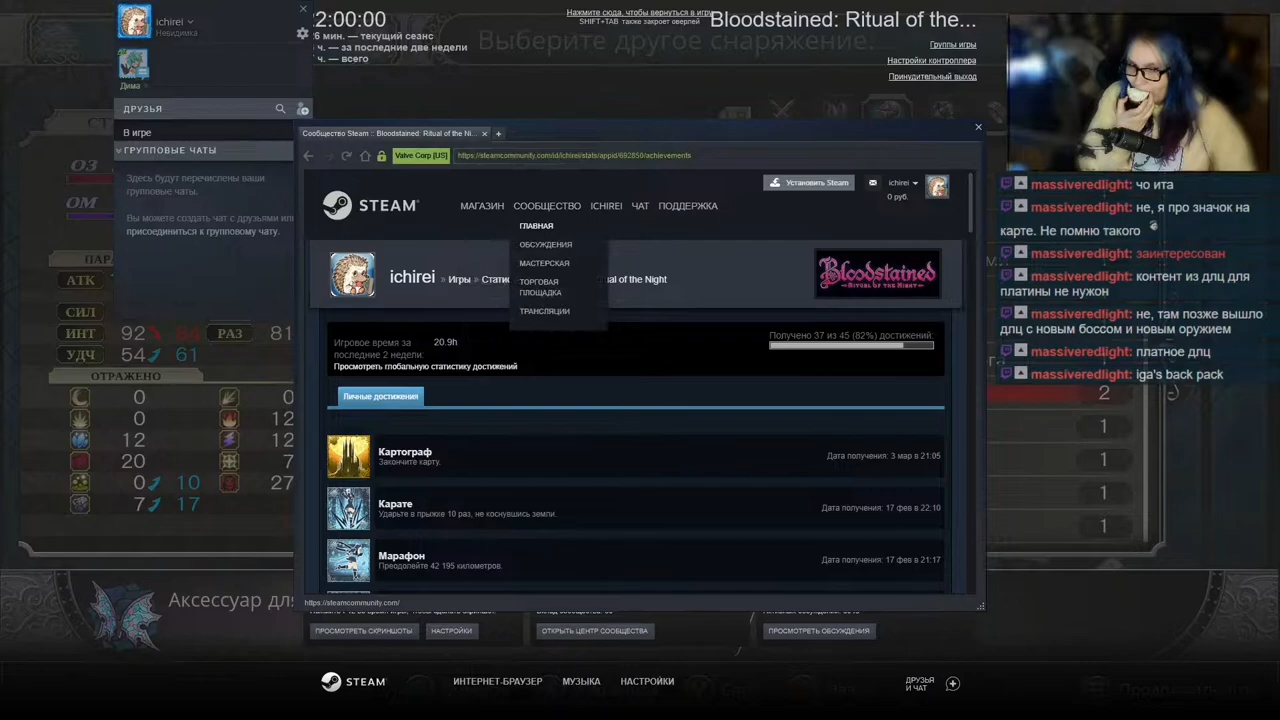 ichirei
Невидимка
Дима
ДРУЗЬЯ
В игре
ГРУППОВЫЕ ЧАТЫ
Здесь будут перечислены ваши
групповые чаты.
Вы можете создать чат с друзьями или
присоединиться к групповому чату.
2:00:00
6 мин. — текущий сеанс
ч. — за последние две недели
ч. — всего
Нажмите сюда, чтобы вернуться в игру
SHIFT+TAB также закроет оверлей
Bloodstained: Ritual of the...
Выберите другое снаряжение.
Группы игры
Настройки контроллера
Принудительный выход
Сообщество Steam :: Bloodstained: Ritual of the Ni...
Valve Corp [US]
https://steamcommunity.com/id/ichirei/stats/appid/692850/achievements
Установить Steam
ichirei
0 руб.
STEAM
МАГАЗИН СООБЩЕСТВО ICHIREI ЧАТ ПОДДЕРЖКА
ГЛАВНАЯ
ОБСУЖДЕНИЯ
МАСТЕРСКАЯ
ТОРГОВАЯ
ПЛОЩАДКА
ТРАНСЛЯЦИИ
ichirei » Игры » Статис
ual of the Night
Bloodstained
RITUAL OF THE NIGHT
Игровое время за
последние 2 недели:
20.9h
Получено 37 из 45 (82%) достижений:
Просмотреть глобальную статистику достижений
Личные достижения
Картограф
Закончите карту.
Дата получения: 3 мар в 21:05
Карате
Ударьте в прыжке 10 раз, не коснувшись земли.
Дата получения: 17 фев в 22:10
Марафон
Преодолейте 42 195 километров.
Дата получения: 17 фев в 21:17
https://steamcommunity.com/
ПРОСМОТРЕТЬ СКРИНШОТЫ
НАСТРОЙКИ
ОТКРЫТЬ ЦЕНТР СООБЩЕСТВА
ПРОСМОТРЕТЬ ОБСУЖДЕНИЯ
STEAM
ИНТЕРНЕТ-БРАУЗЕР МУЗЫКА НАСТРОЙКИ
ДРУЗЬЯ
И ЧАТ
ОЗ
ОМ
АТК
СИЛ
ИНТ 92 84 РАЗ 81
УДЧ 54 61
ОТРАЖЕНО
0 0
0 12
12 12
20 7
0 10 27
7 17
Аксессуар для
2
1
1
1
1
massiveredlight: чо ита
massiveredlight: не, я про значок на
карте. Не помню такого
massiveredlight: заинтересован
massiveredlight: контент из длц для
платины не нужон
massiveredlight: не, там позже вышло
длц с новым боссом и новым оружием
massiveredlight: платное длц
massiveredlight: iga's back pack